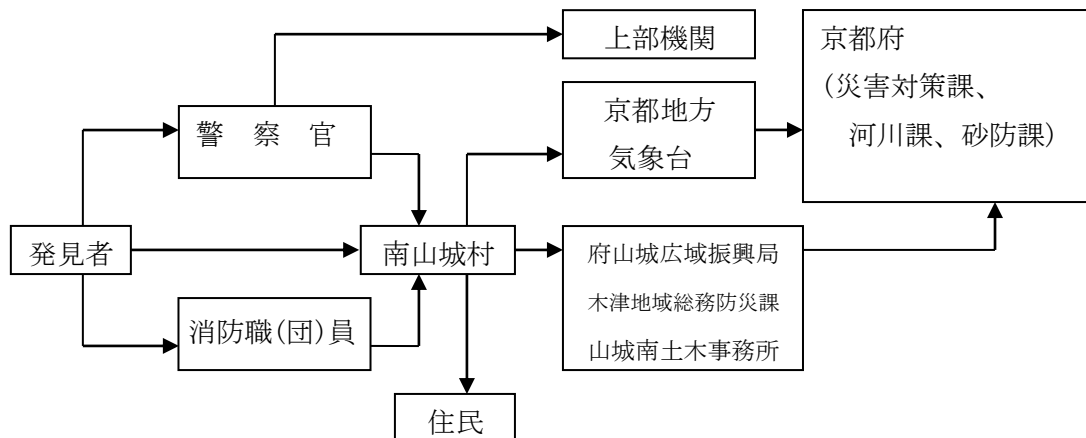 上部機関
京都府
(災害対策課、
河川課、砂防課)
京都地方
気象台
警察官
発見者
南山城村
府山城広域振興局
木津地域総務防災課
山城南土木事務所
消防職(団)員
住民